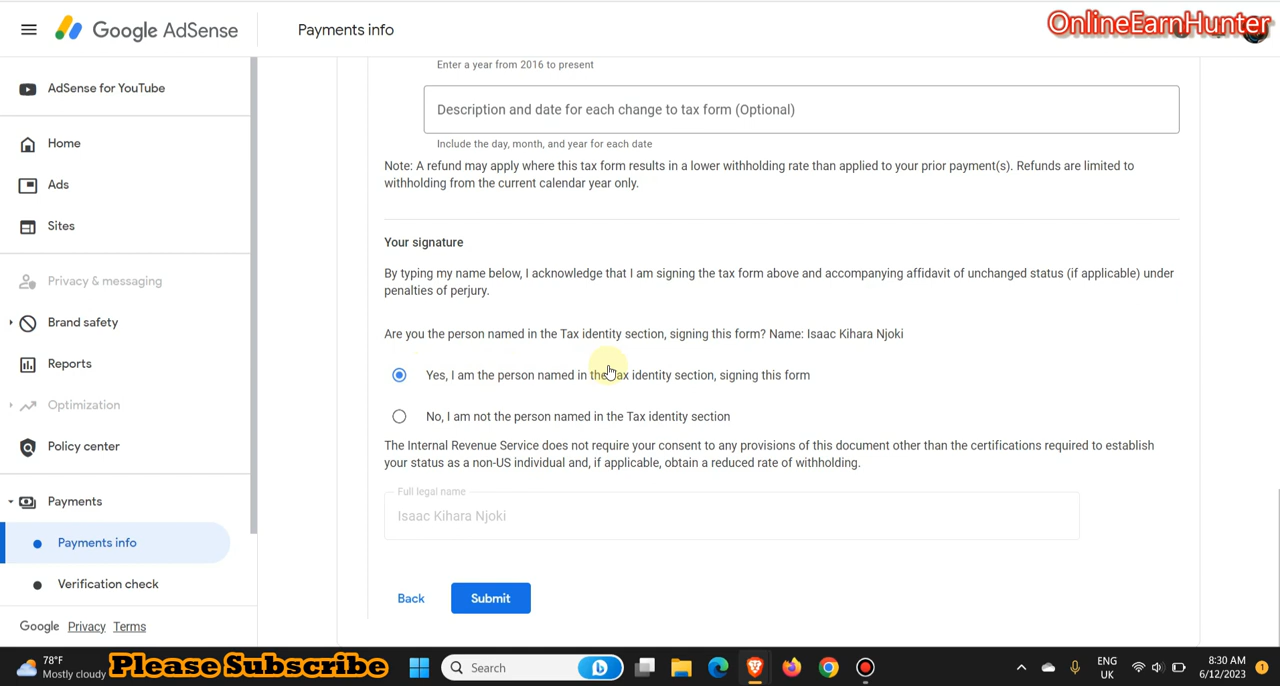 Google AdSense
Payments info
OnlineEarnHunter
AdSense for YouTube
Home
Ads
Sites
Privacy & messaging
Brand safety
Reports
Optimization
Policy center
Payments
Payments info
Verification check
Google Privacy Terms
Enter a year from 2016 to present
Description and date for each change to tax form (Optional)
Include the day, month, and year for each date
Note: A refund may apply where this tax form results in a lower withholding rate than applied to your prior payment(s). Refunds are limited to
withholding from the current calendar year only.
Your signature
By typing my name below, I acknowledge that I am signing the tax form above and accompanying affidavit of unchanged status (if applicable) under
penalties of perjury.
Are you the person named in the Tax identity section, signing this form? Name: Isaac Kihara Njoki
Yes, I am the person named in the Tax identity section, signing this form
No, I am not the person named in the Tax identity section
The Internal Revenue Service does not require your consent to any provisions of this document other than the certifications required to establish
your status as a non-US individual and, if applicable, obtain a reduced rate of withholding.
Full legal name
Isaac Kihara Njoki
Back Submit
78°F
Mostly cloudy
Please Subscribe
Search
ENG
UK
8:30 AM
6/12/2023
1